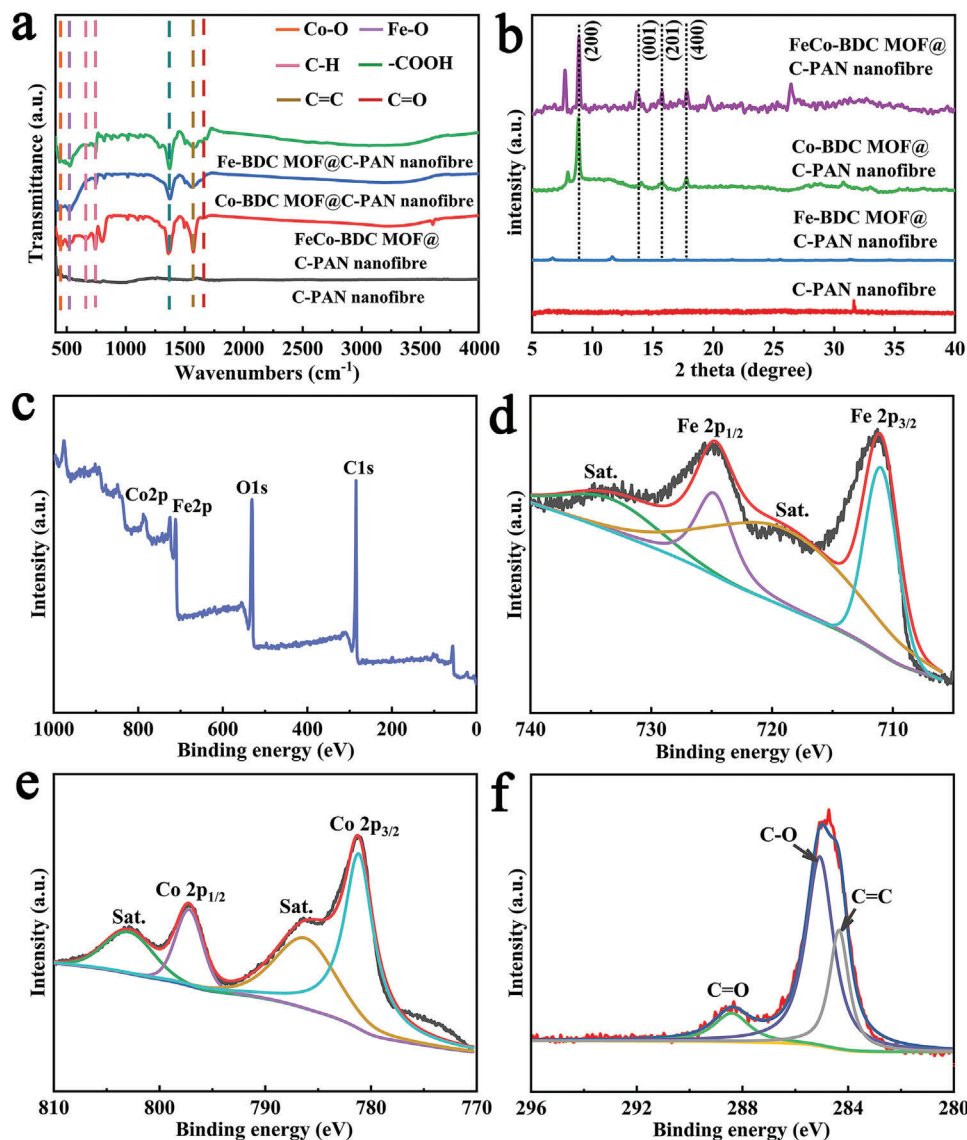 a
Co-O
Fe-O
C-H
-COOH
C=C
C=O
Fe-BDC MOF@C-PAN nanofibre
Co-BDC MOF@C-PAN nanofibre
FeCo-BDC MOF@
C-PAN nanofibre
C-PAN nanofibre
Transmittance (a.u.)
500 1000 1500 2000 2500 3000 3500 4000
Wavenumbers (cm⁻¹)
b
(200)
(001)
(201)
(400)
FeCo-BDC MOF@
C-PAN nanofibre
Co-BDC MOF@
C-PAN nanofibre
Fe-BDC MOF@
C-PAN nanofibre
C-PAN nanofibre
intensity (a.u.)
5 10 15 20 25 30 35 40
2 theta (degree)
c
Co2p
Fe2p
O1s
C1s
Intensity (a.u.)
1000 800 600 400 200 0
Binding energy (eV)
d
Sat.
Fe 2p₁/₂
Sat.
Fe 2p₃/₂
Intensity (a.u.)
740 730 720 710
Binding energy (eV)
e
Sat.
Co 2p₁/₂
Sat.
Co 2p₃/₂
Intensity (a.u.)
810 800 790 780 770
Binding energy (eV)
f
C=O
C-O
C=C
Intensity (a.u.)
296 292 288 284 280
Binding energy (eV)